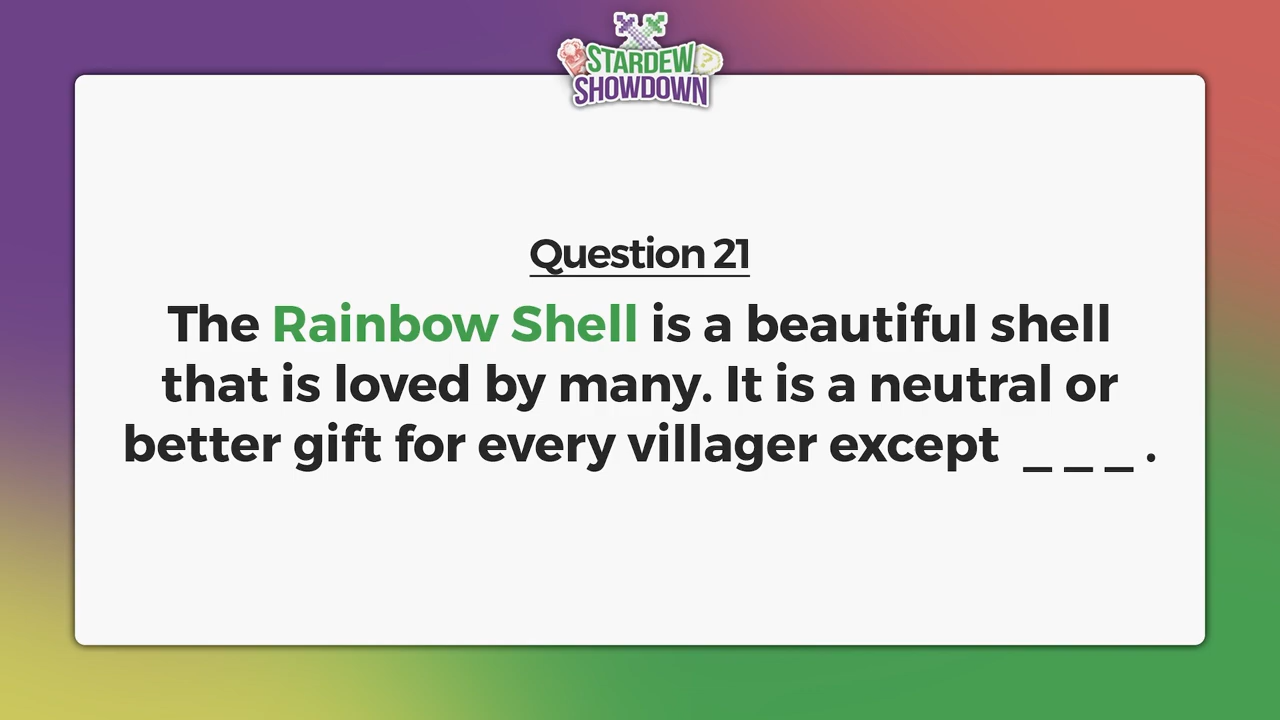 STARDEW
SHOWDOWN
Question 21
The Rainbow Shell is a beautiful shell
that is loved by many. It is a neutral or
better gift for every villager except _ _ _ .